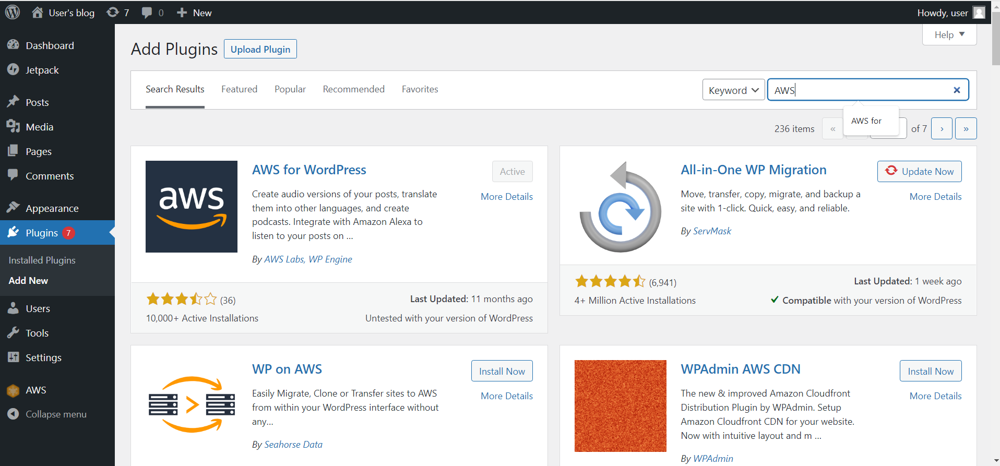 User's blog 7 0 New Howdy, user
Help
Dashboard
Jetpack
Posts
Media
Pages
Comments
Appearance
Plugins 7
Installed Plugins
Add New
Users
Tools
Settings
AWS
Collapse menu
Add Plugins Upload Plugin
Search Results Featured Popular Recommended Favorites Keyword AWS
AWS for
236 items « of 7 › »
aws
AWS for WordPress
Active
More Details
Create audio versions of your posts, translate
them into other languages, and create
podcasts. Integrate with Amazon Alexa to
listen to your posts on ...
By AWS Labs, WP Engine
(36)
Last Updated: 11 months ago
10,000+ Active Installations
Untested with your version of WordPress
All-in-One WP Migration
Update Now
More Details
Move, transfer, copy, migrate, and backup a
site with 1-click. Quick, easy, and reliable.
By ServMask
(6,941)
Last Updated: 1 week ago
4+ Million Active Installations
Compatible with your version of WordPress
WP on AWS
Install Now
More Details
Easily Migrate, Clone or Transfer sites to AWS
from within your WordPress interface without
any...
By Seahorse Data
WPAdmin AWS CDN
Install Now
More Details
The new & improved Amazon Cloudfront
Distribution Plugin by WPAdmin. Setup
Amazon Cloudfront CDN for your website.
Now with intuitive layout and m ...
By WPAdmin